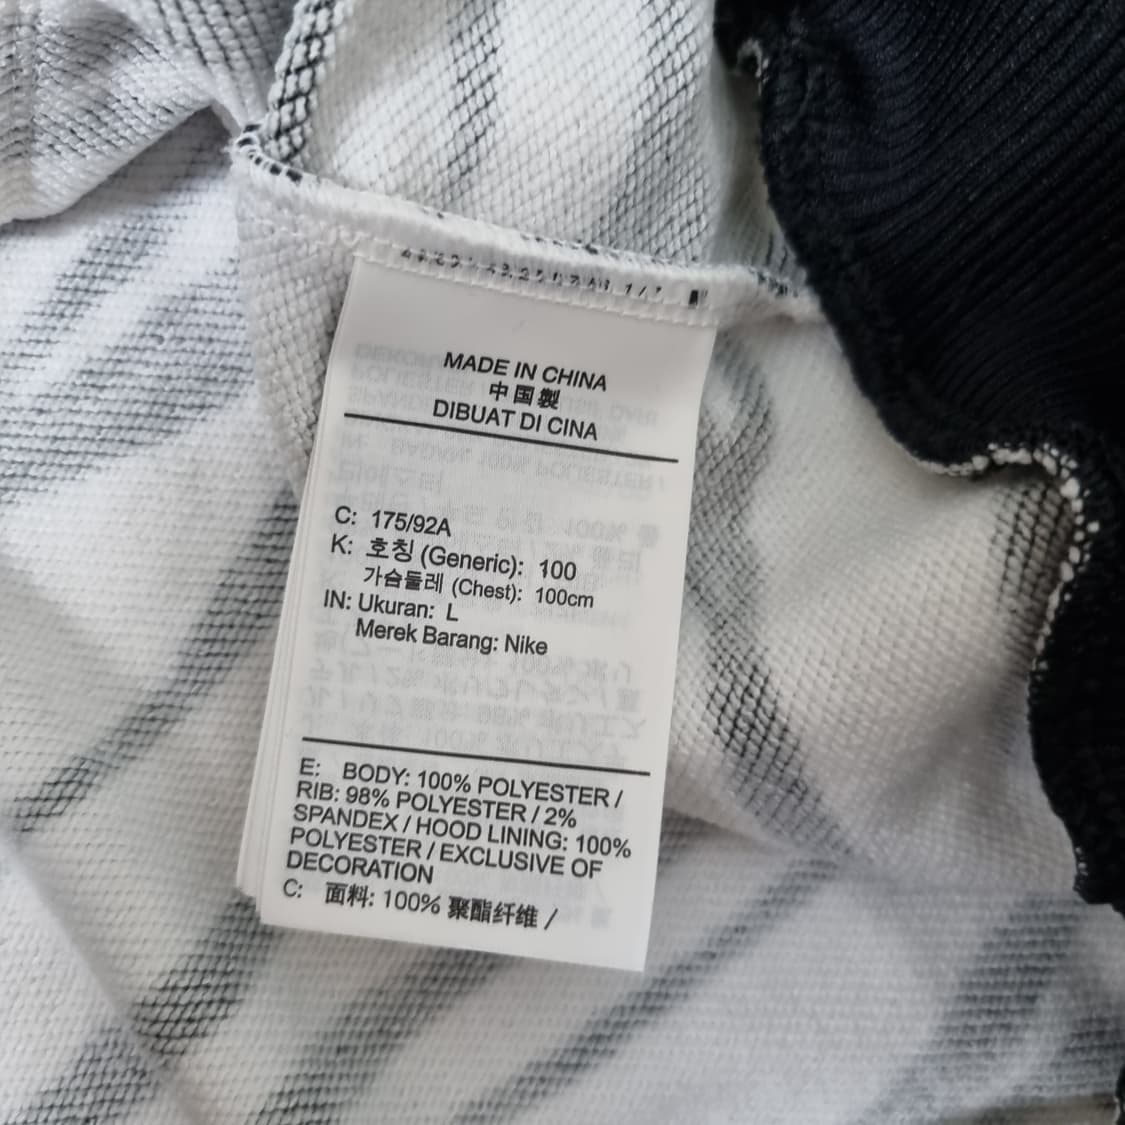 MADE IN CHINA
中国製
DIBUAT DI CINA
C: 175/92A
K: 호칭 (Generic): 100
가슴둘레 (Chest): 100cm
IN: Ukuran: L
Merek Barang: Nike
E: BODY: 100% POLYESTER /
RIB: 98% POLYESTER / 2%
SPANDEX / HOOD LINING: 100%
POLYESTER / EXCLUSIVE OF
DECORATION
C: 面料: 100% 聚酯纤维 /